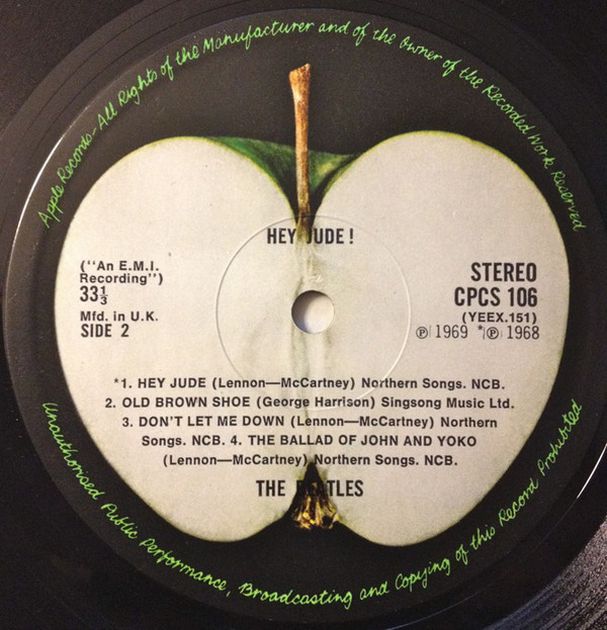 Apple Records-All Rights of the Manufacturer and of the Owner of the Recorded Work Reserved
HEY JUDE!
("An E.M.I.
Recording")
33⅓
Mfd. in U.K.
SIDE 2
STEREO
CPCS 106
(YEEX.151)
℗ 1969 *℗ 1968
*1. HEY JUDE (Lennon—McCartney) Northern Songs. NCB.
2. OLD BROWN SHOE (George Harrison) Singsong Music Ltd.
3. DON'T LET ME DOWN (Lennon—McCartney) Northern
Songs. NCB. 4. THE BALLAD OF JOHN AND YOKO
(Lennon—McCartney) Northern Songs. NCB.
THE BEATLES
Unauthorised Public Performance, Broadcasting and Copying of this Record Prohibited